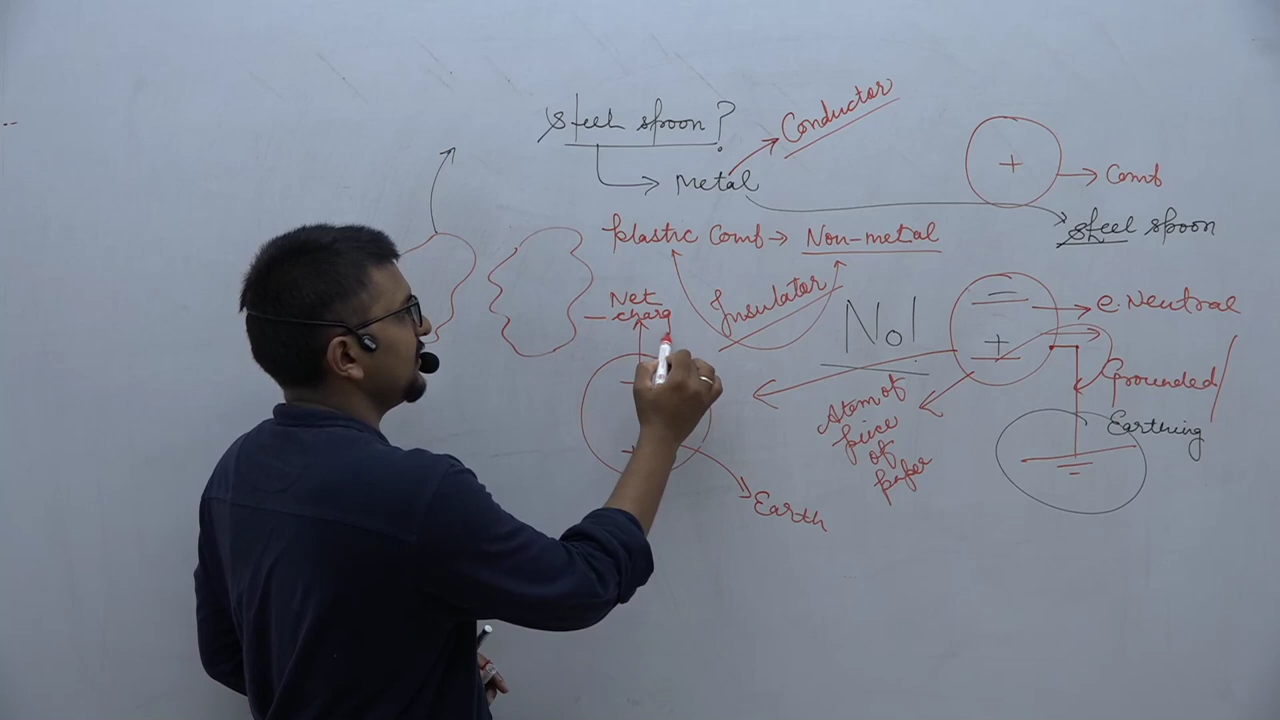 Steel spoon?
Conductor
Metal
+
Comb
Steel spoon
Plastic Comb → Non-metal
Net
charg
Insulator
No!
=
+
e. Neutral
Atom of
piece
of
paper
Grounded/
Earthing
Earth